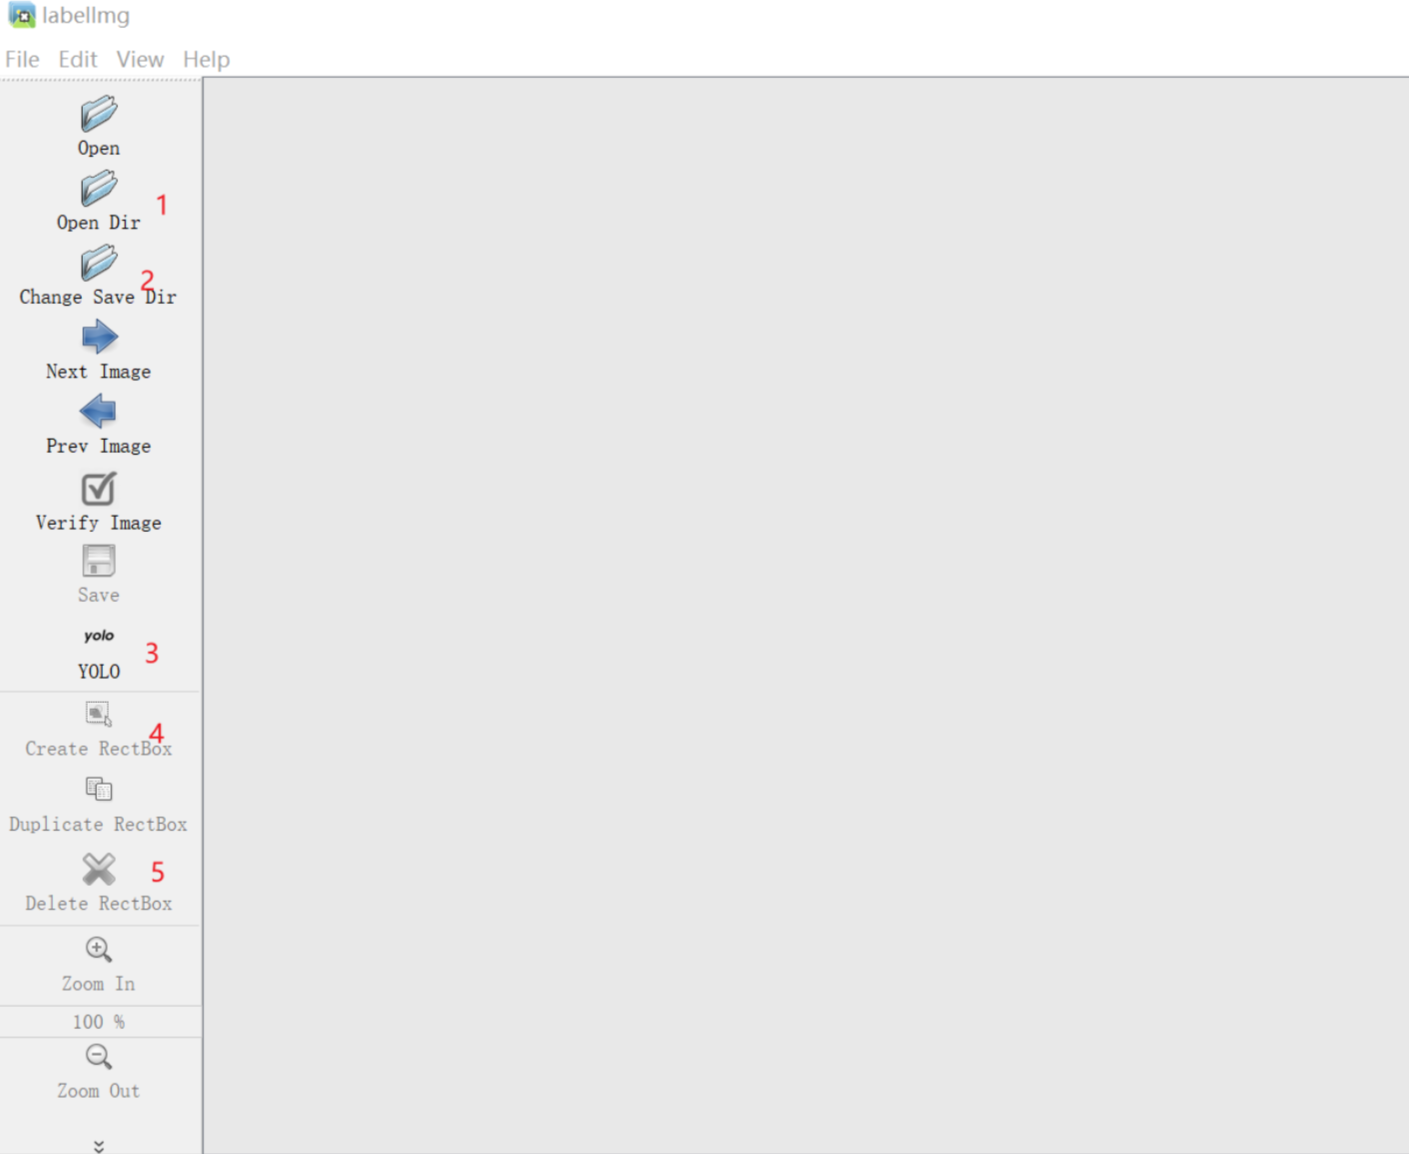 labelImg
File Edit View Help
Open
1
Open Dir
2
Change Save Dir
Next Image
Prev Image
Verify Image
Save
yolo
3
YOLO
4
Create RectBox
Duplicate RectBox
5
Delete RectBox
Zoom In
100 %
Zoom Out